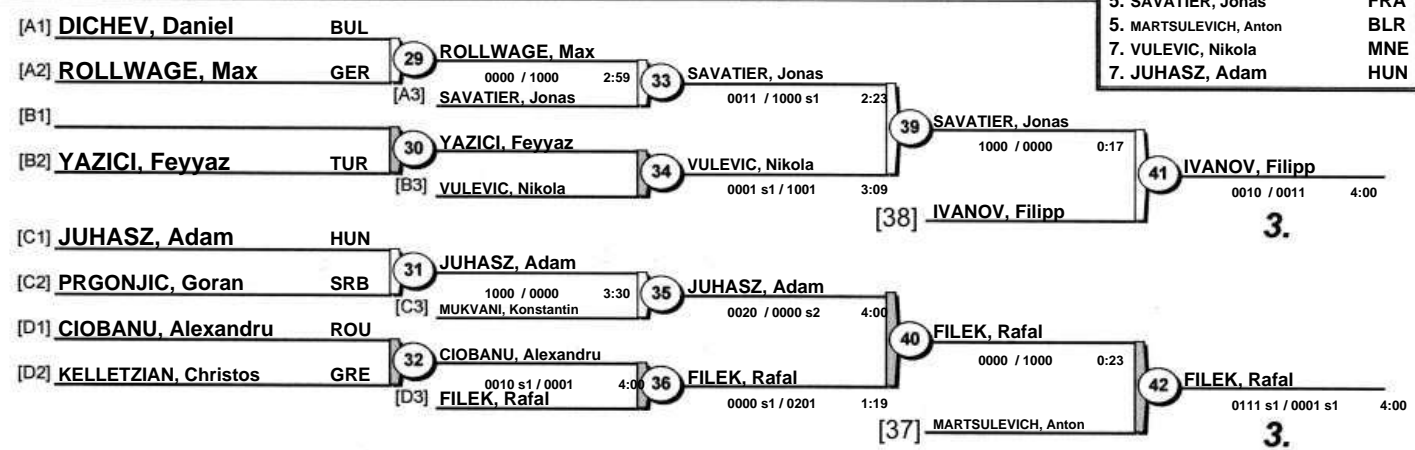 5. SAVATIER, Jonas FRA
5. MARTSULEVICH, Anton BLR
7. VULEVIC, Nikola MNE
7. JUHASZ, Adam HUN
[A1] DICHEV, Daniel BUL
[A2] ROLLWAGE, Max GER
29
ROLLWAGE, Max
0000 / 1000 2:59
[A3] SAVATIER, Jonas
33
SAVATIER, Jonas
0011 / 1000 s1 2:23
[B1]
[B2] YAZICI, Feyyaz TUR
30
YAZICI, Feyyaz
[B3] VULEVIC, Nikola
34
VULEVIC, Nikola
0001 s1 / 1001 3:09
39
SAVATIER, Jonas
1000 / 0000 0:17
[38] IVANOV, Filipp
41
IVANOV, Filipp
0010 / 0011 4:00
3.
[C1] JUHASZ, Adam HUN
[C2] PRGONJIC, Goran SRB
31
JUHASZ, Adam
1000 / 0000 3:30
[C3] MUKVANI, Konstantin
35
JUHASZ, Adam
0020 / 0000 s2 4:00
[D1] CIOBANU, Alexandru ROU
[D2] KELLETZIAN, Christos GRE
32
CIOBANU, Alexandru
0010 s1 / 0001 4:00
[D3] FILEK, Rafal
36
FILEK, Rafal
0000 s1 / 0201 1:19
40
FILEK, Rafal
0000 / 1000 0:23
[37] MARTSULEVICH, Anton
42
FILEK, Rafal
0111 s1 / 0001 s1 4:00
3.